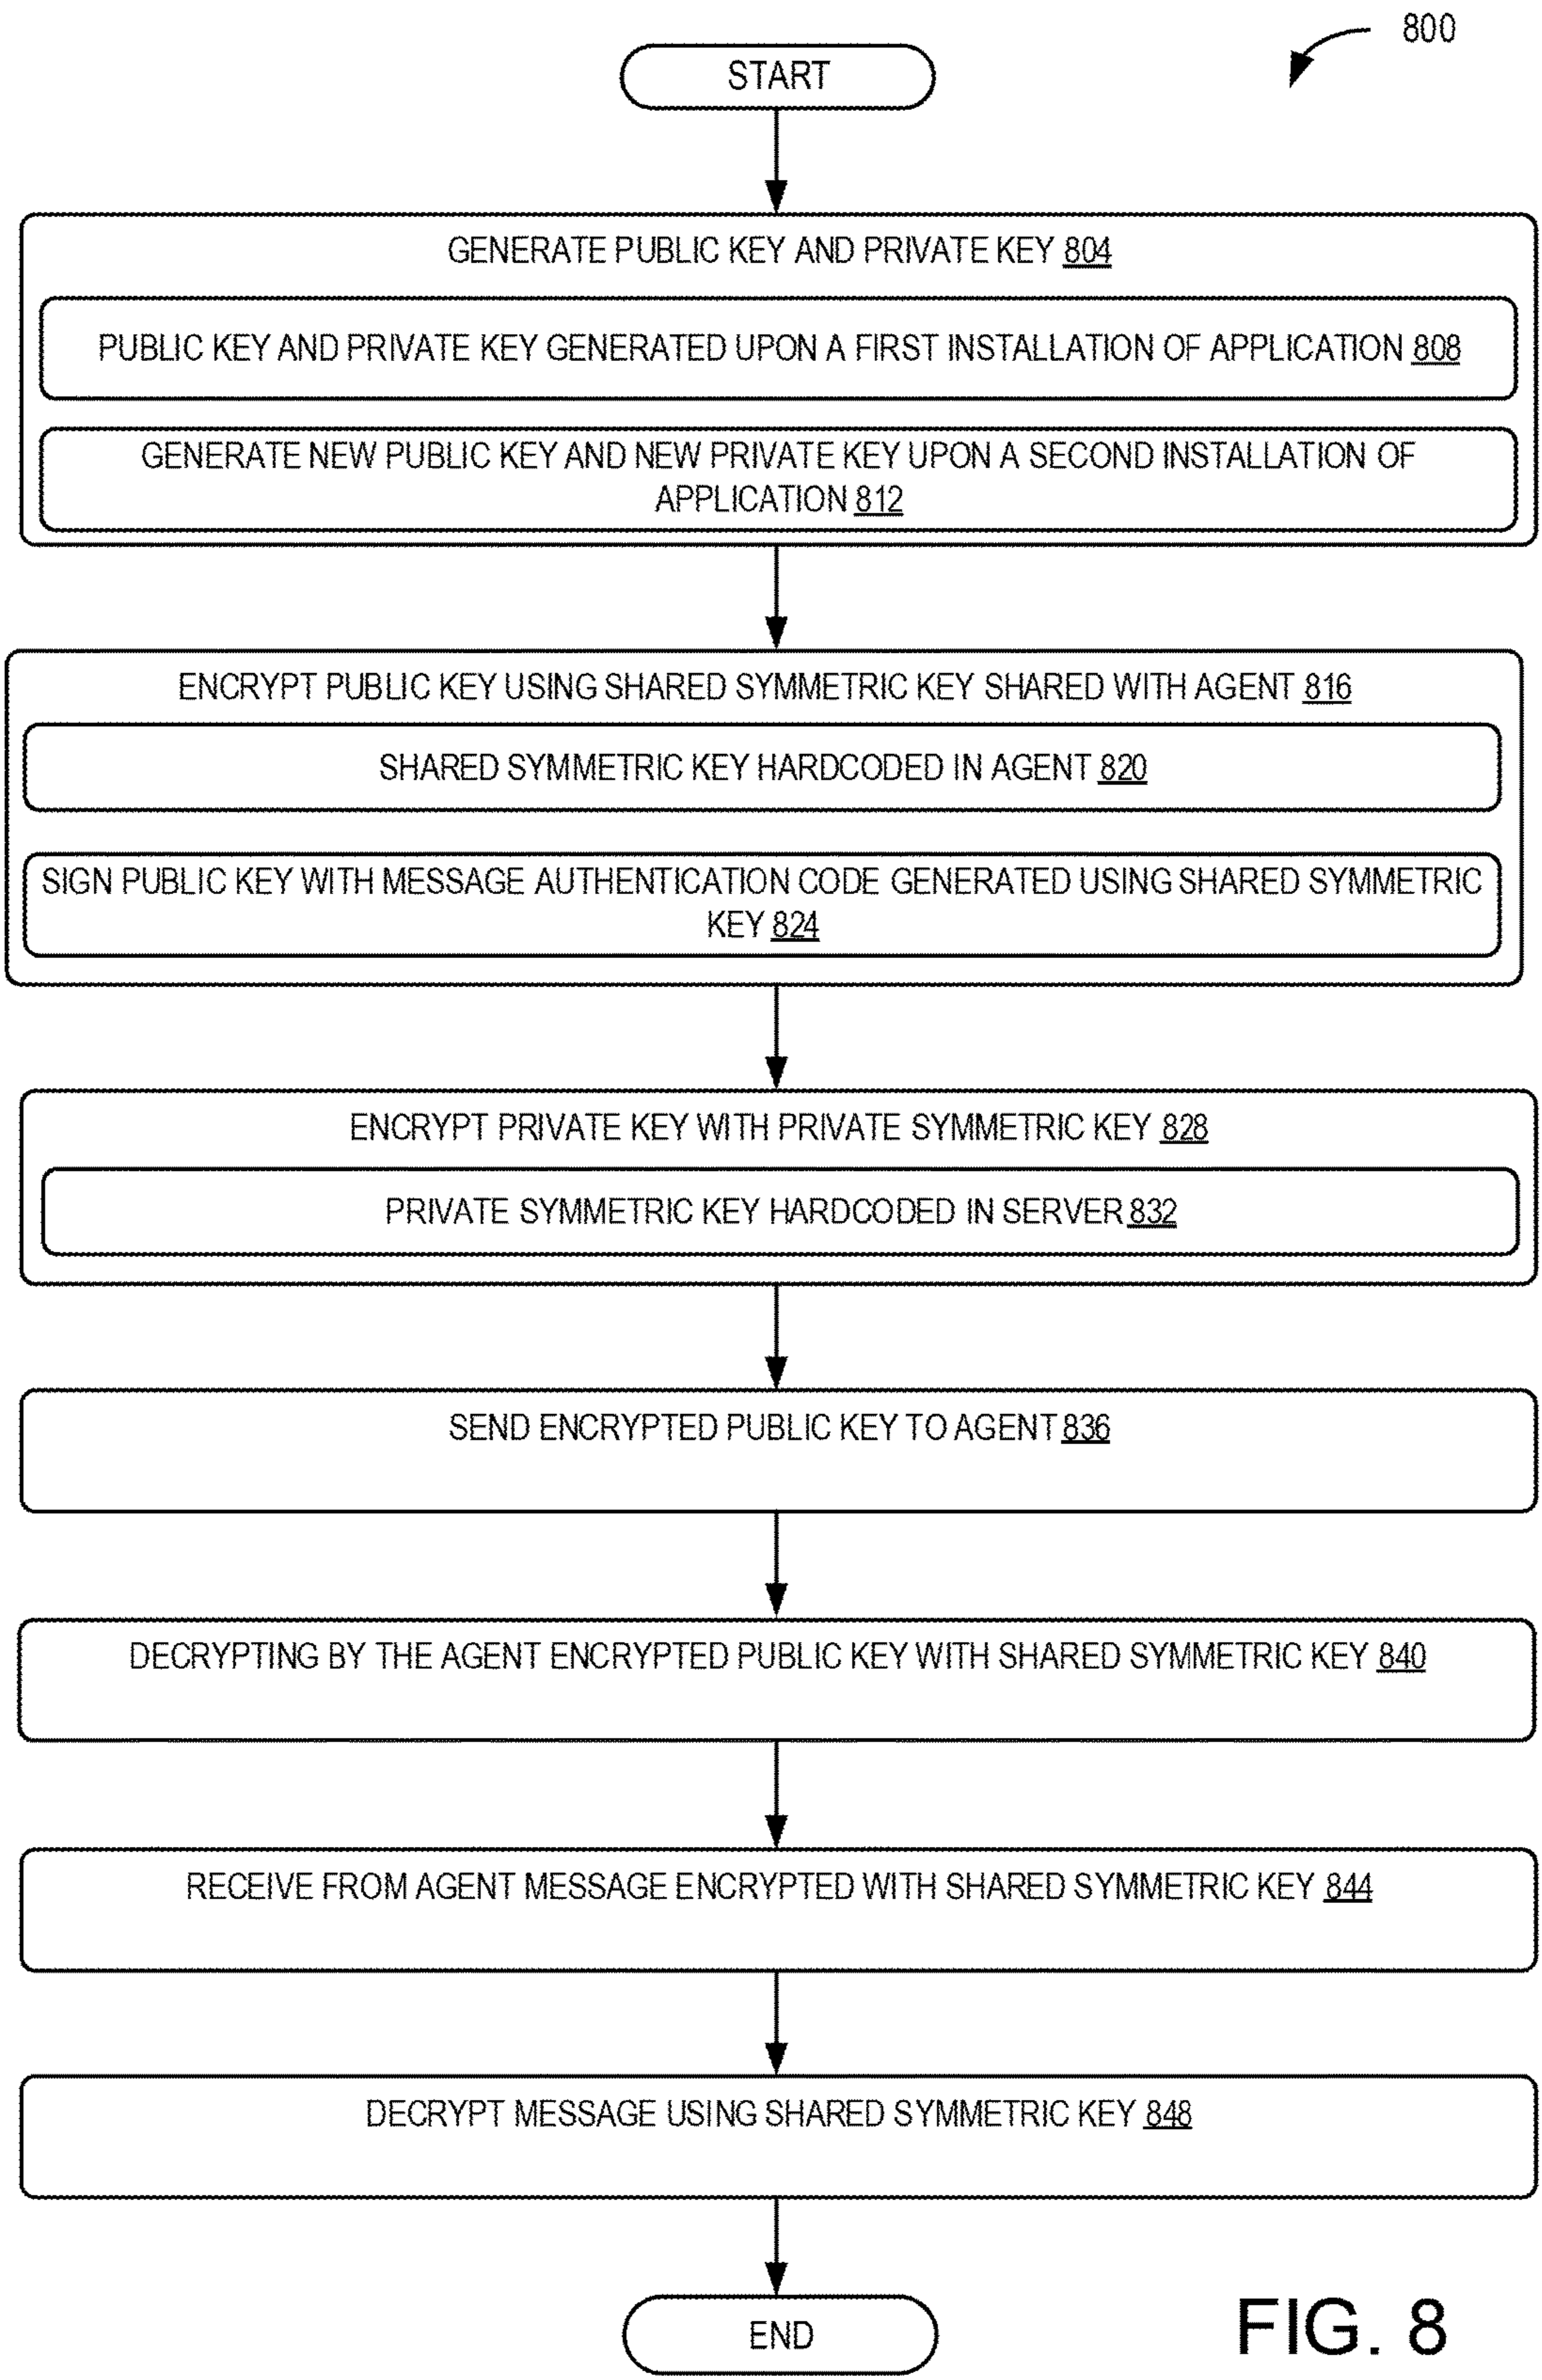 800
START
GENERATE PUBLIC KEY AND PRIVATE KEY 804
PUBLIC KEY AND PRIVATE KEY GENERATED UPON A FIRST INSTALLATION OF APPLICATION 808
GENERATE NEW PUBLIC KEY AND NEW PRIVATE KEY UPON A SECOND INSTALLATION OF
APPLICATION 812
ENCRYPT PUBLIC KEY USING SHARED SYMMETRIC KEY SHARED WITH AGENT 816
SHARED SYMMETRIC KEY HARDCODED IN AGENT 820
SIGN PUBLIC KEY WITH MESSAGE AUTHENTICATION CODE GENERATED USING SHARED SYMMETRIC
KEY 824
ENCRYPT PRIVATE KEY WITH PRIVATE SYMMETRIC KEY 828
PRIVATE SYMMETRIC KEY HARDCODED IN SERVER 832
SEND ENCRYPTED PUBLIC KEY TO AGENT 836
DECRYPTING BY THE AGENT ENCRYPTED PUBLIC KEY WITH SHARED SYMMETRIC KEY 840
RECEIVE FROM AGENT MESSAGE ENCRYPTED WITH SHARED SYMMETRIC KEY 844
DECRYPT MESSAGE USING SHARED SYMMETRIC KEY 848
END
FIG. 8